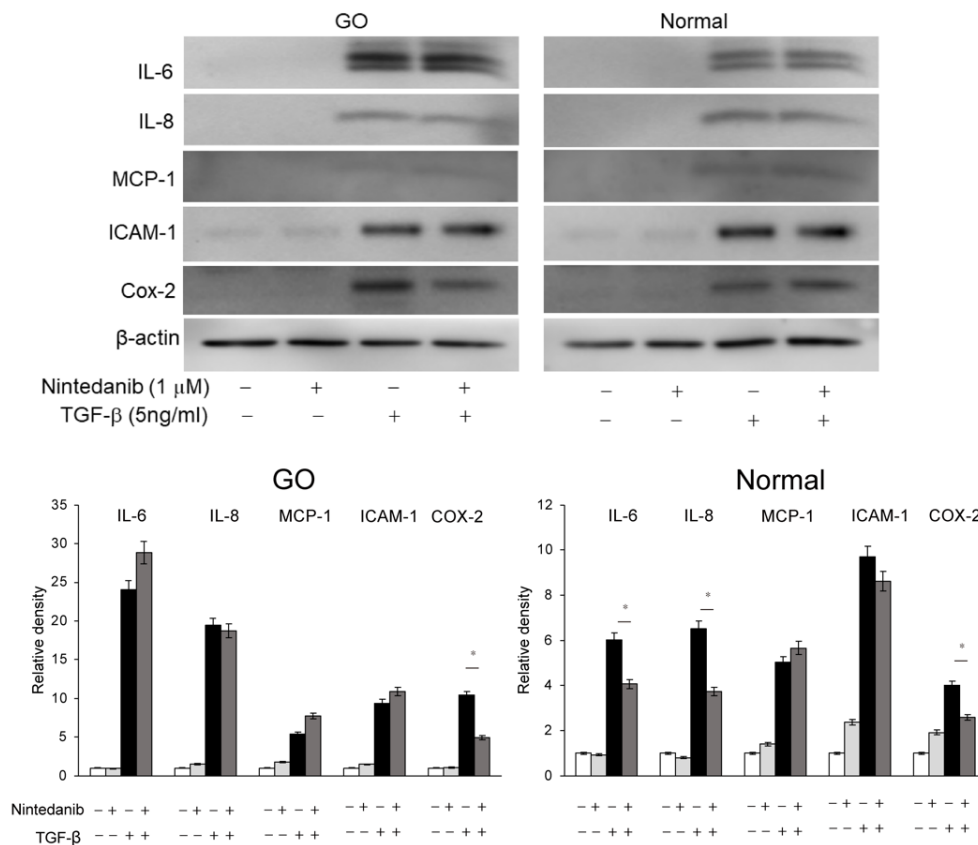 GO Normal
IL-6
IL-8
MCP-1
ICAM-1
Cox-2
β-actin
Nintedanib (1 μM) − + − + − + − +
TGF-β (5ng/ml) − − + + − − + +
GO
IL-6 IL-8 MCP-1 ICAM-1 COX-2
35
30
25
20
15
10
5
0
Relative density
* 
Nintedanib − + − + − + − + − + − + − + − + − + − +
TGF-β − − + + − − + + − − + + − − + + − − + +
Normal
IL-6 IL-8 MCP-1 ICAM-1 COX-2
12
10
8
6
4
2
0
Relative density
* * *
− + − + − + − + − + − + − + − + − + − +
− − + + − − + + − − + + − − + + − − + +